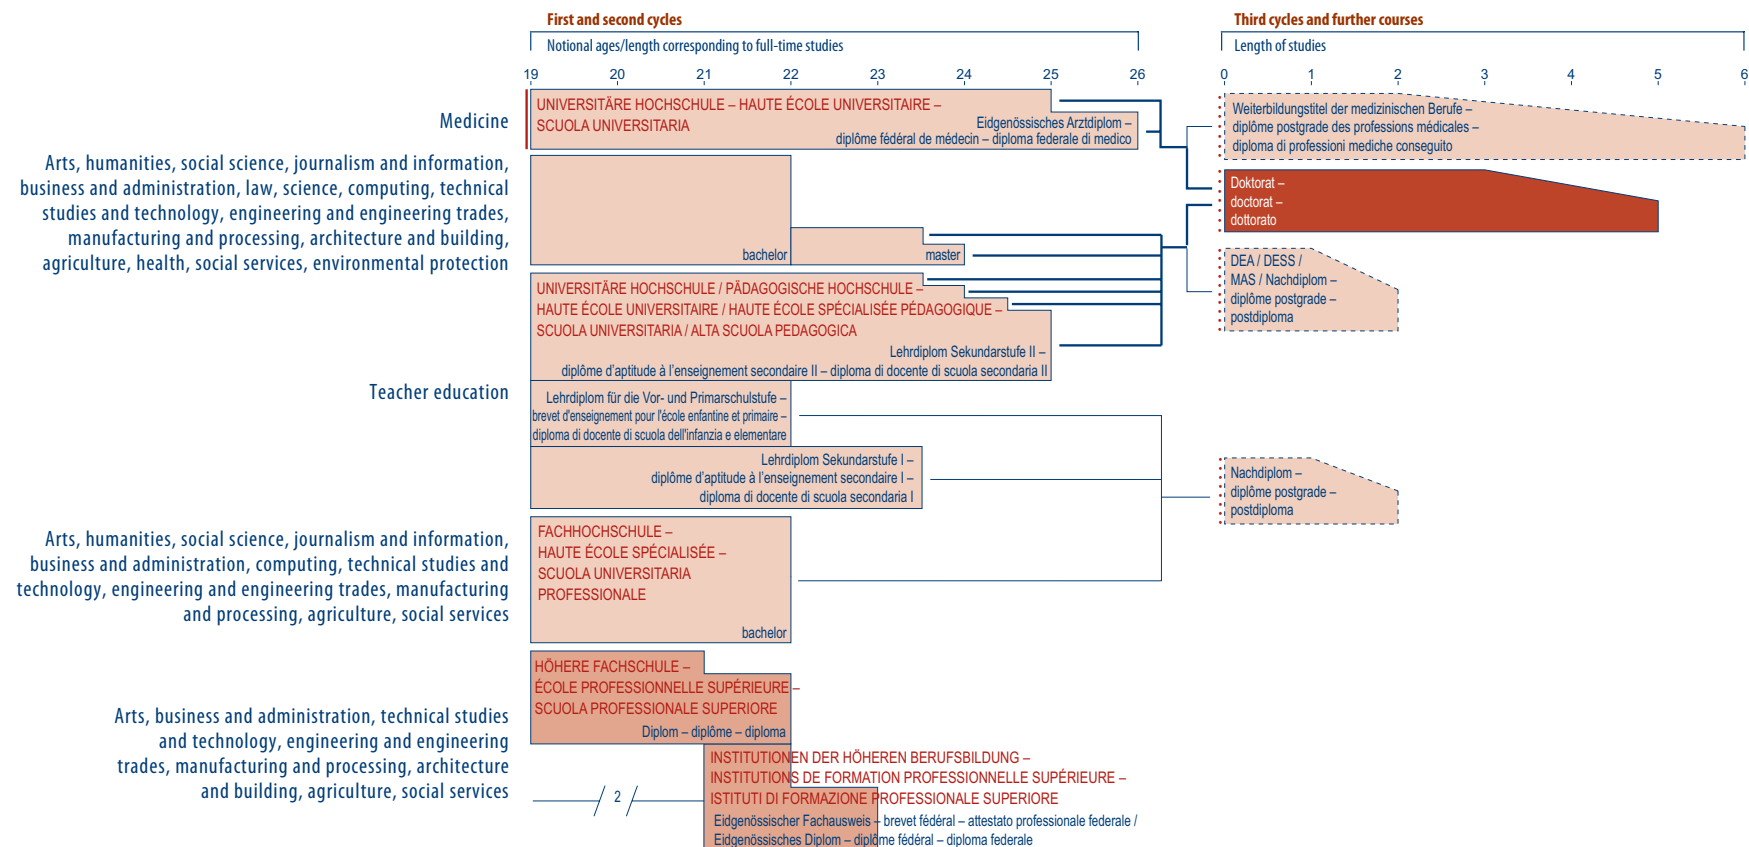 First and second cycles
Third cycles and further courses
Notional ages/length corresponding to full-time studies
Length of studies
19 20 21 22 23 24 25 26
0 1 2 3 4 5 6
Medicine
UNIVERSITÄRE HOCHSCHULE – HAUTE ÉCOLE UNIVERSITAIRE –
SCUOLA UNIVERSITARIA
Eidgenössisches Arztdiplom –
diplôme fédéral de médecin – diploma federale di medico
Weiterbildungstitel der medizinischen Berufe –
diplôme postgrade des professions médicales –
diploma di professioni mediche conseguito
Arts, humanities, social science, journalism and information,
business and administration, law, science, computing, technical
studies and technology, engineering and engineering trades,
manufacturing and processing, architecture and building,
agriculture, health, social services, environmental protection
bachelor
master
Doktorat –
doctorat –
dottorato
DEA / DESS /
MAS / Nachdiplom –
diplôme postgrade –
postdiploma
UNIVERSITÄRE HOCHSCHULE / PÄDAGOGISCHE HOCHSCHULE –
HAUTE ÉCOLE UNIVERSITAIRE / HAUTE ÉCOLE SPÉCIALISÉE PÉDAGOGIQUE –
SCUOLA UNIVERSITARIA / ALTA SCUOLA PEDAGOGICA
Lehrdiplom Sekundarstufe II –
diplôme d'aptitude à l'enseignement secondaire II – diploma di docente di scuola secondaria II
Teacher education
Lehrdiplom für die Vor- und Primarschulstufe –
brevet d'enseignement pour l'école enfantine et primaire –
diploma di docente di scuola dell'infanzia e elementare
Lehrdiplom Sekundarstufe I –
diplôme d'aptitude à l'enseignement secondaire I –
diploma di docente di scuola secondaria I
Nachdiplom –
diplôme postgrade –
postdiploma
Arts, humanities, social science, journalism and information,
business and administration, computing, technical studies and
technology, engineering and engineering trades, manufacturing
and processing, agriculture, social services
FACHHOCHSCHULE –
HAUTE ÉCOLE SPÉCIALISÉE –
SCUOLA UNIVERSITARIA
PROFESSIONALE
bachelor
Arts, business and administration, technical studies
and technology, engineering and engineering
trades, manufacturing and processing, architecture
and building, agriculture, social services
HÖHERE FACHSCHULE –
ÉCOLE PROFESSIONNELLE SUPÉRIEURE –
SCUOLA PROFESSIONALE SUPERIORE
Diplom – diplôme – diploma
2
INSTITUTIONEN DER HÖHEREN BERUFSBILDUNG –
INSTITUTIONS DE FORMATION PROFESSIONNELLE SUPÉRIEURE –
ISTITUTI DI FORMAZIONE PROFESSIONALE SUPERIORE
Eidgenössischer Fachausweis – brevet fédéral – attestato professionale federale /
Eidgenössisches Diplom – diplôme fédéral – diploma federale